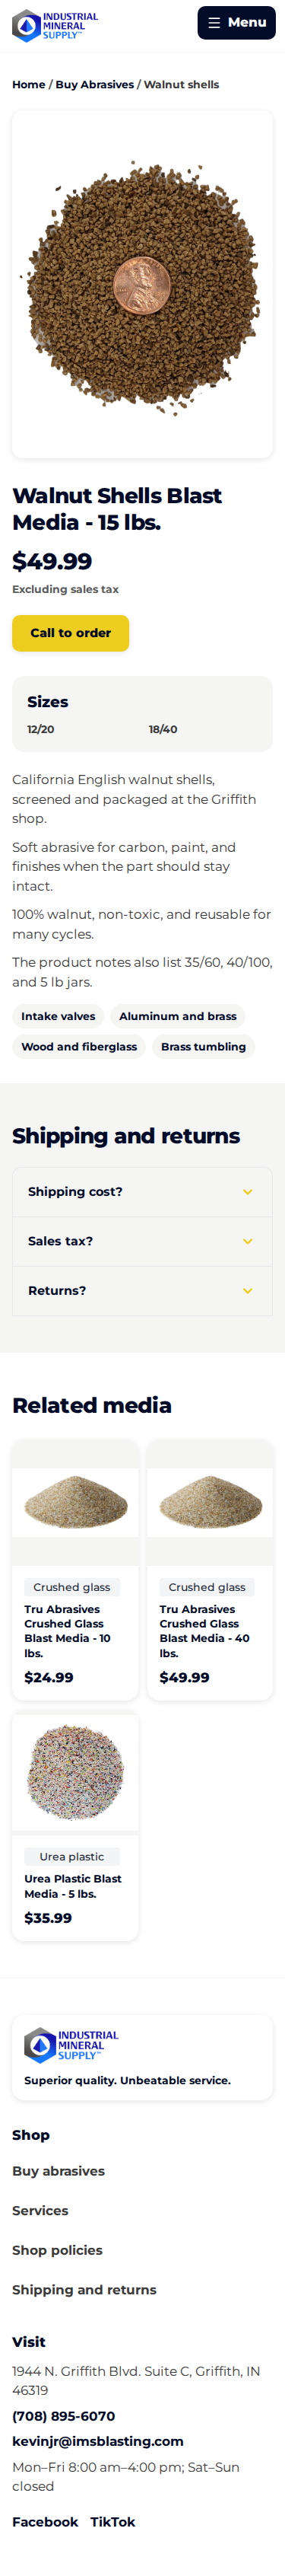 INDUSTRIAL
MINERAL
SUPPLY™
Menu
Home / Buy Abrasives / Walnut shells
Walnut Shells Blast
Media - 15 lbs.
$49.99
Excluding sales tax
Call to order
Sizes
12/20 18/40
California English walnut shells,
screened and packaged at the Griffith
shop.
Soft abrasive for carbon, paint, and
finishes when the part should stay
intact.
100% walnut, non-toxic, and reusable for
many cycles.
The product notes also list 35/60, 40/100,
and 5 lb jars.
Intake valves Aluminum and brass
Wood and fiberglass Brass tumbling
Shipping and returns
Shipping cost?
Sales tax?
Returns?
Related media
Crushed glass
Tru Abrasives
Crushed Glass
Blast Media - 10
lbs.
$24.99
Crushed glass
Tru Abrasives
Crushed Glass
Blast Media - 40
lbs.
$49.99
Urea plastic
Urea Plastic Blast
Media - 5 lbs.
$35.99
INDUSTRIAL
MINERAL
SUPPLY™
Superior quality. Unbeatable service.
Shop
Buy abrasives
Services
Shop policies
Shipping and returns
Visit
1944 N. Griffith Blvd. Suite C, Griffith, IN
46319
(708) 895-6070
kevinjr@imsblasting.com
Mon–Fri 8:00 am–4:00 pm; Sat–Sun
closed
Facebook TikTok